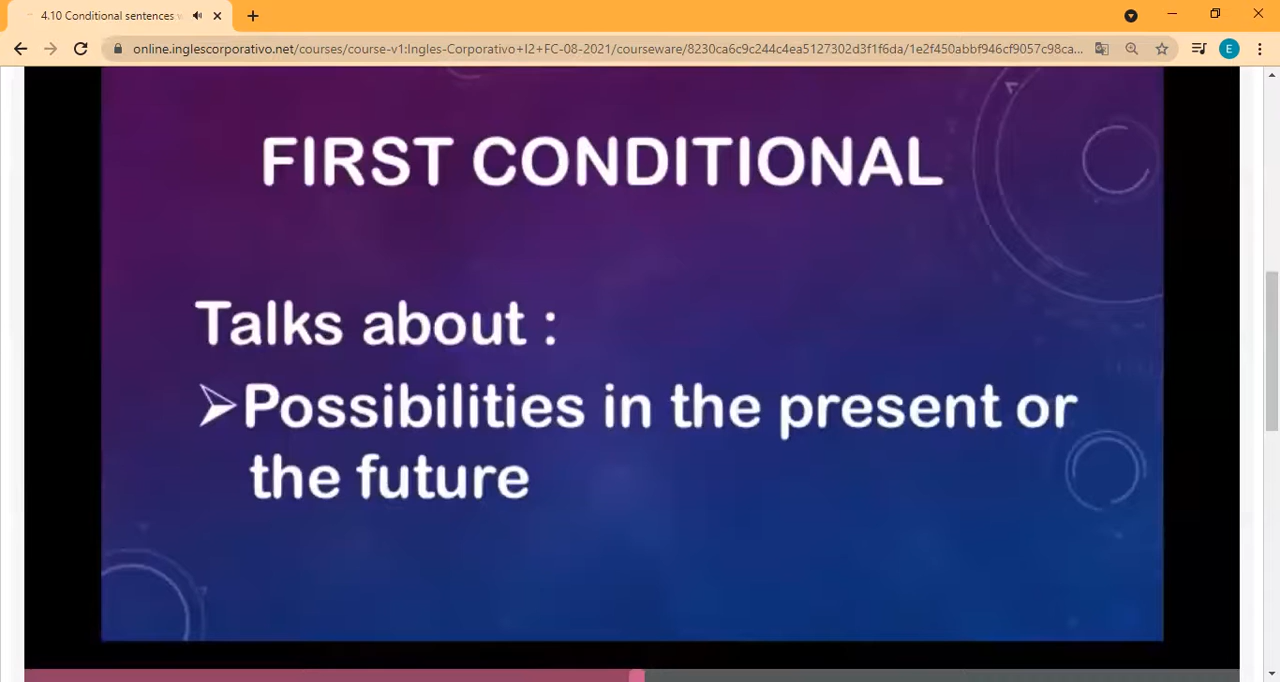 4.10 Conditional sentences
online.inglescorporativo.net/courses/course-v1:Ingles-Corporativo+I2+FC-08-2021/courseware/8230ca6c9c244c4ea5127302d3f1f6da/1e2f450abbf946cf9057c98ca...
E
FIRST CONDITIONAL
Talks about :
➢Possibilities in the present or
the future